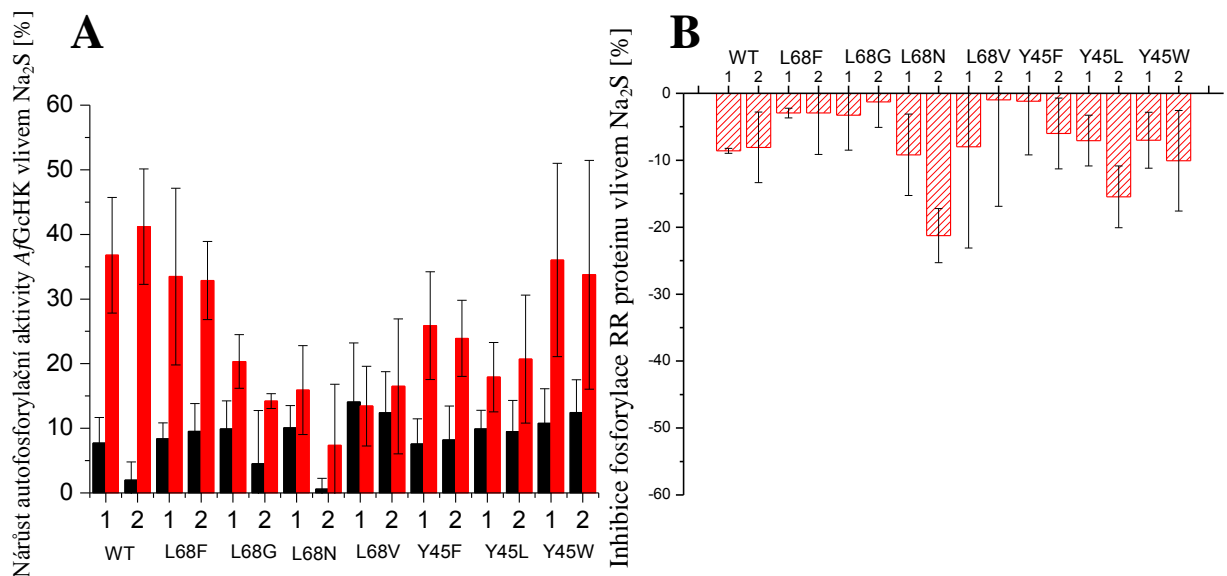 A
Nárůst autofosforylační aktivity AfGcHK vlivem Na₂S [%]
60
50
40
30
20
10
0
1 2 1 2 1 2 1 2 1 2 1 2 1 2 1 2
WT L68F L68G L68N L68V Y45F Y45L Y45W
B
Inhibice fosforylace RR proteinu vlivem Na₂S [%]
WT L68F L68G L68N L68V Y45F Y45L Y45W
1 2 1 2 1 2 1 2 1 2 1 2 1 2 1 2
0
-10
-20
-30
-40
-50
-60